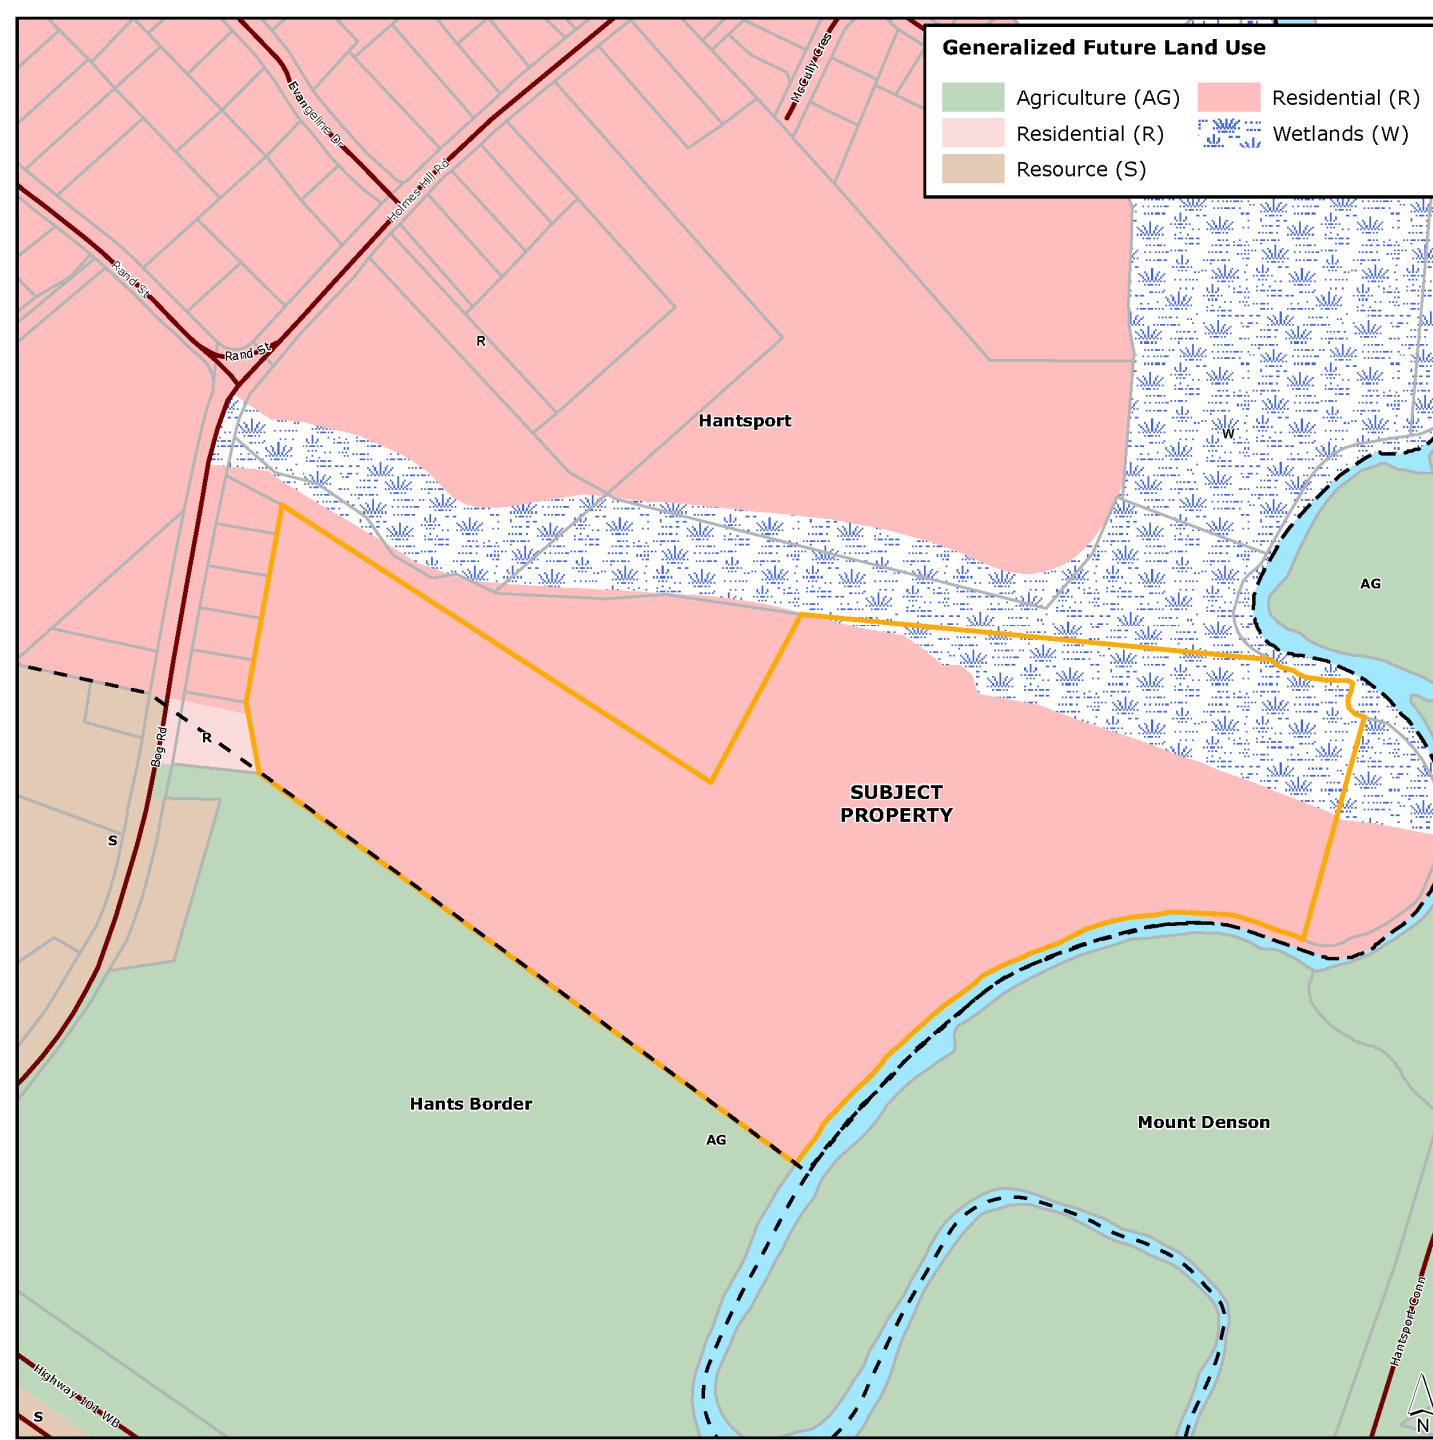 Generalized Future Land Use
Agriculture (AG)
Residential (R)
Residential (R)
Wetlands (W)
Resource (S)
McCully Cres
Evangeline Dr
Holmes Hill Rd
Rand St
Rand St
R
Hantsport
W
AG
R
Bog Rd
SUBJECT
PROPERTY
S
Hants Border
AG
Mount Denson
Hantsport Conn
Highway 101 WB
S
N